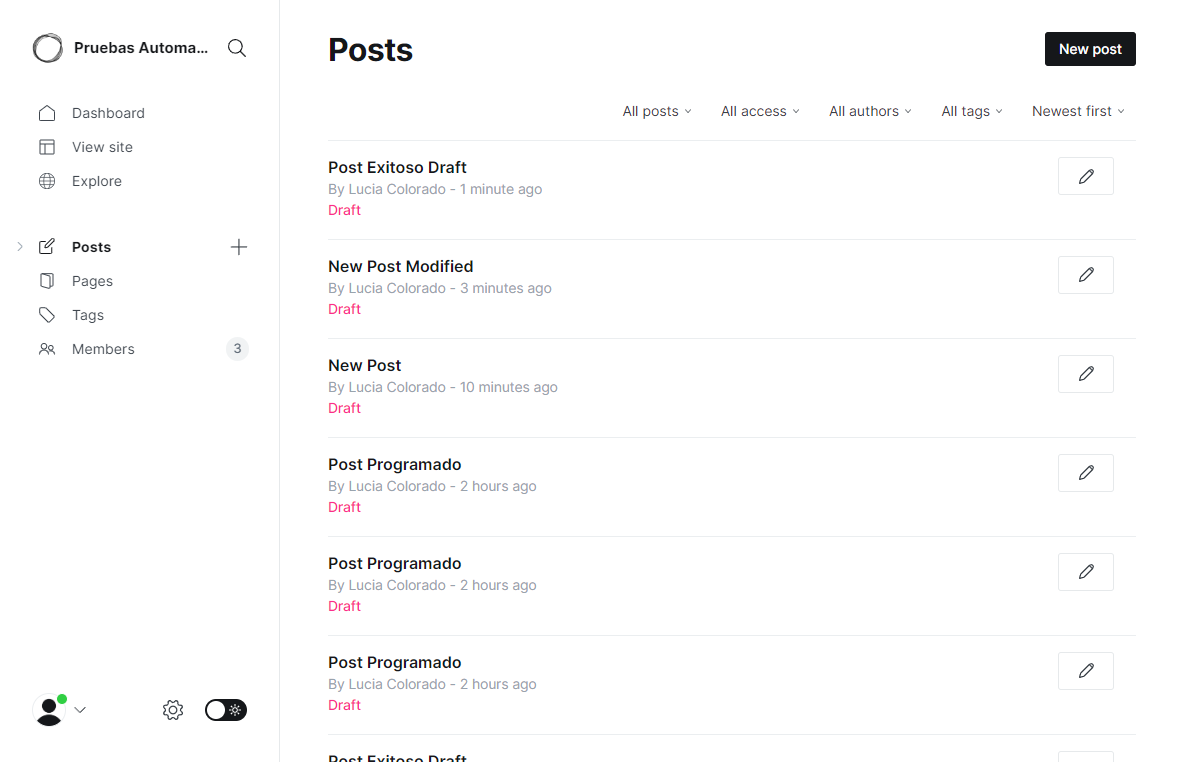 Pruebas Automa...
Dashboard
View site
Explore
Posts
Pages
Tags
Members 3
Posts
New post
All posts All access All authors All tags Newest first
Post Exitoso Draft
By Lucia Colorado - 1 minute ago
Draft
New Post Modified
By Lucia Colorado - 3 minutes ago
Draft
New Post
By Lucia Colorado - 10 minutes ago
Draft
Post Programado
By Lucia Colorado - 2 hours ago
Draft
Post Programado
By Lucia Colorado - 2 hours ago
Draft
Post Programado
By Lucia Colorado - 2 hours ago
Draft
Post Exitoso Draft